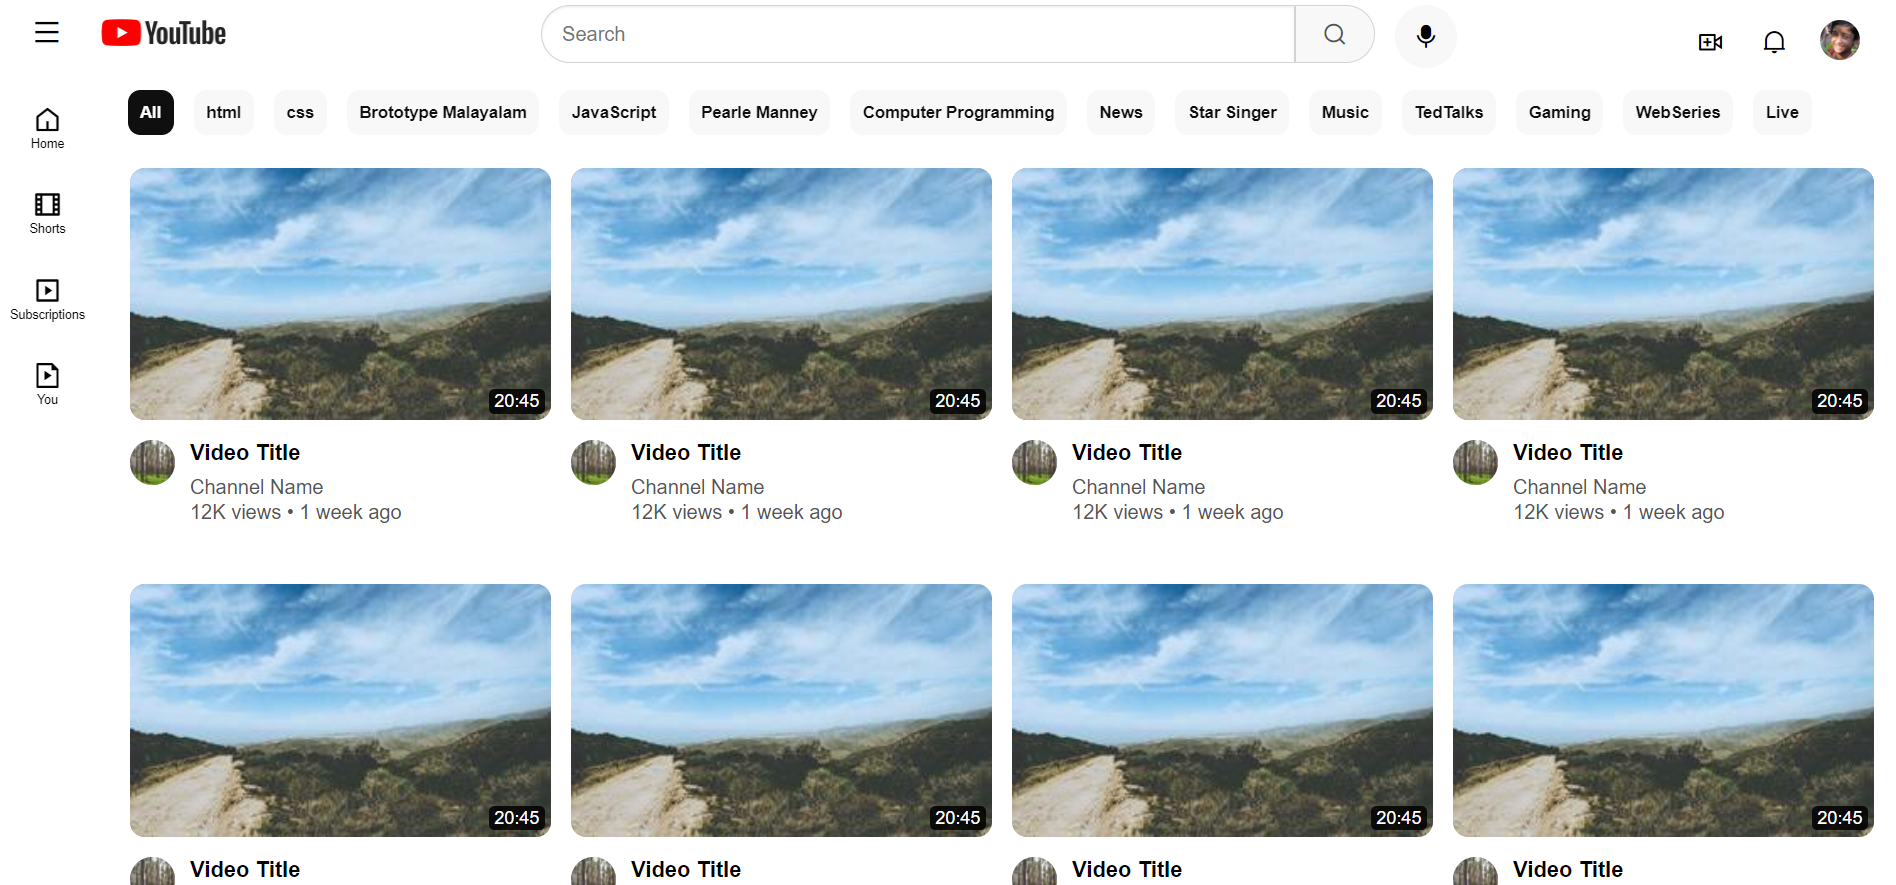 YouTube
Search
All html css Brototype Malayalam JavaScript Pearle Manney Computer Programming News Star Singer Music TedTalks Gaming WebSeries Live
Home
Shorts
Subscriptions
You
20:45 20:45 20:45 20:45
Video Title Video Title Video Title Video Title
Channel Name Channel Name Channel Name Channel Name
12K views • 1 week ago 12K views • 1 week ago 12K views • 1 week ago 12K views • 1 week ago
20:45 20:45 20:45 20:45
Video Title Video Title Video Title Video Title